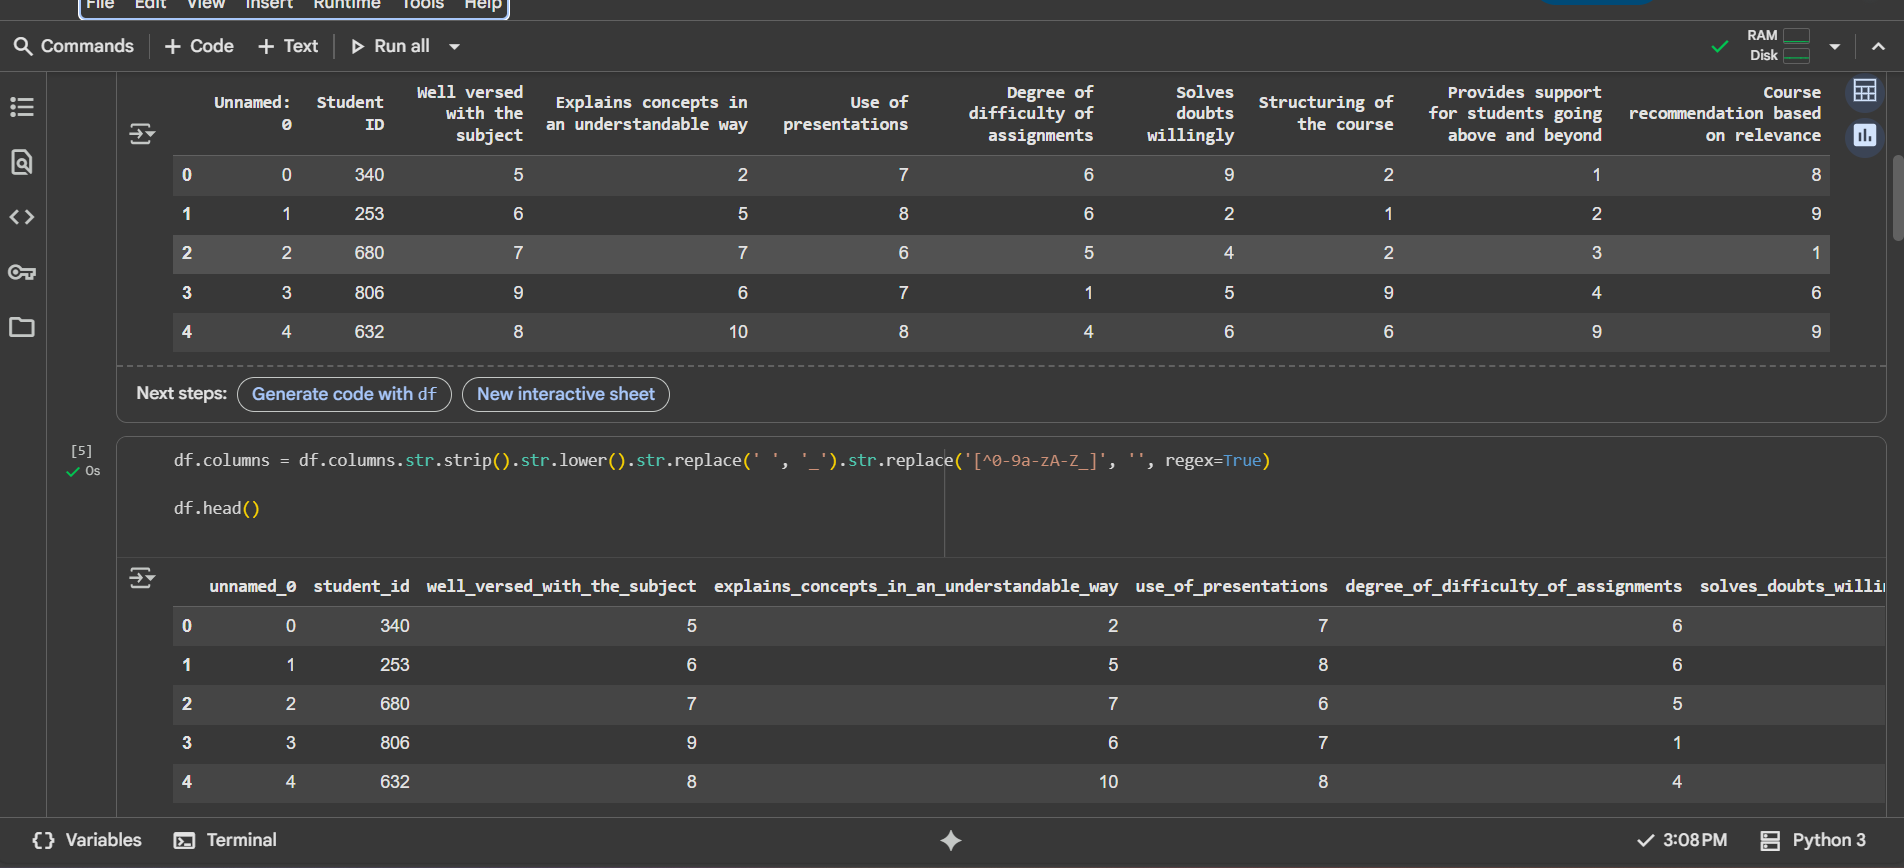 File Edit View Insert Runtime Tools Help
Commands + Code + Text Run all
RAM
Disk
Unnamed: 0 Student ID Well versed with the subject Explains concepts in an understandable way Use of presentations Degree of difficulty of assignments Solves doubts willingly Structuring of the course Provides support for students going above and beyond Course recommendation based on relevance
0 0 340 5 2 7 6 9 2 1 8
1 1 253 6 5 8 6 2 1 2 9
2 2 680 7 7 6 5 4 2 3 1
3 3 806 9 6 7 1 5 9 4 6
4 4 632 8 10 8 4 6 6 9 9
Next steps: Generate code with df New interactive sheet
[5]
0s
df.columns = df.columns.str.strip().str.lower().str.replace(' ', '_').str.replace('[^0-9a-zA-Z_]', '', regex=True)
df.head()
unnamed_0 student_id well_versed_with_the_subject explains_concepts_in_an_understandable_way use_of_presentations degree_of_difficulty_of_assignments solves_doubts_willi
0 0 340 5 2 7 6
1 1 253 6 5 8 6
2 2 680 7 7 6 5
3 3 806 9 6 7 1
4 4 632 8 10 8 4
{} Variables Terminal 3:08 PM Python 3